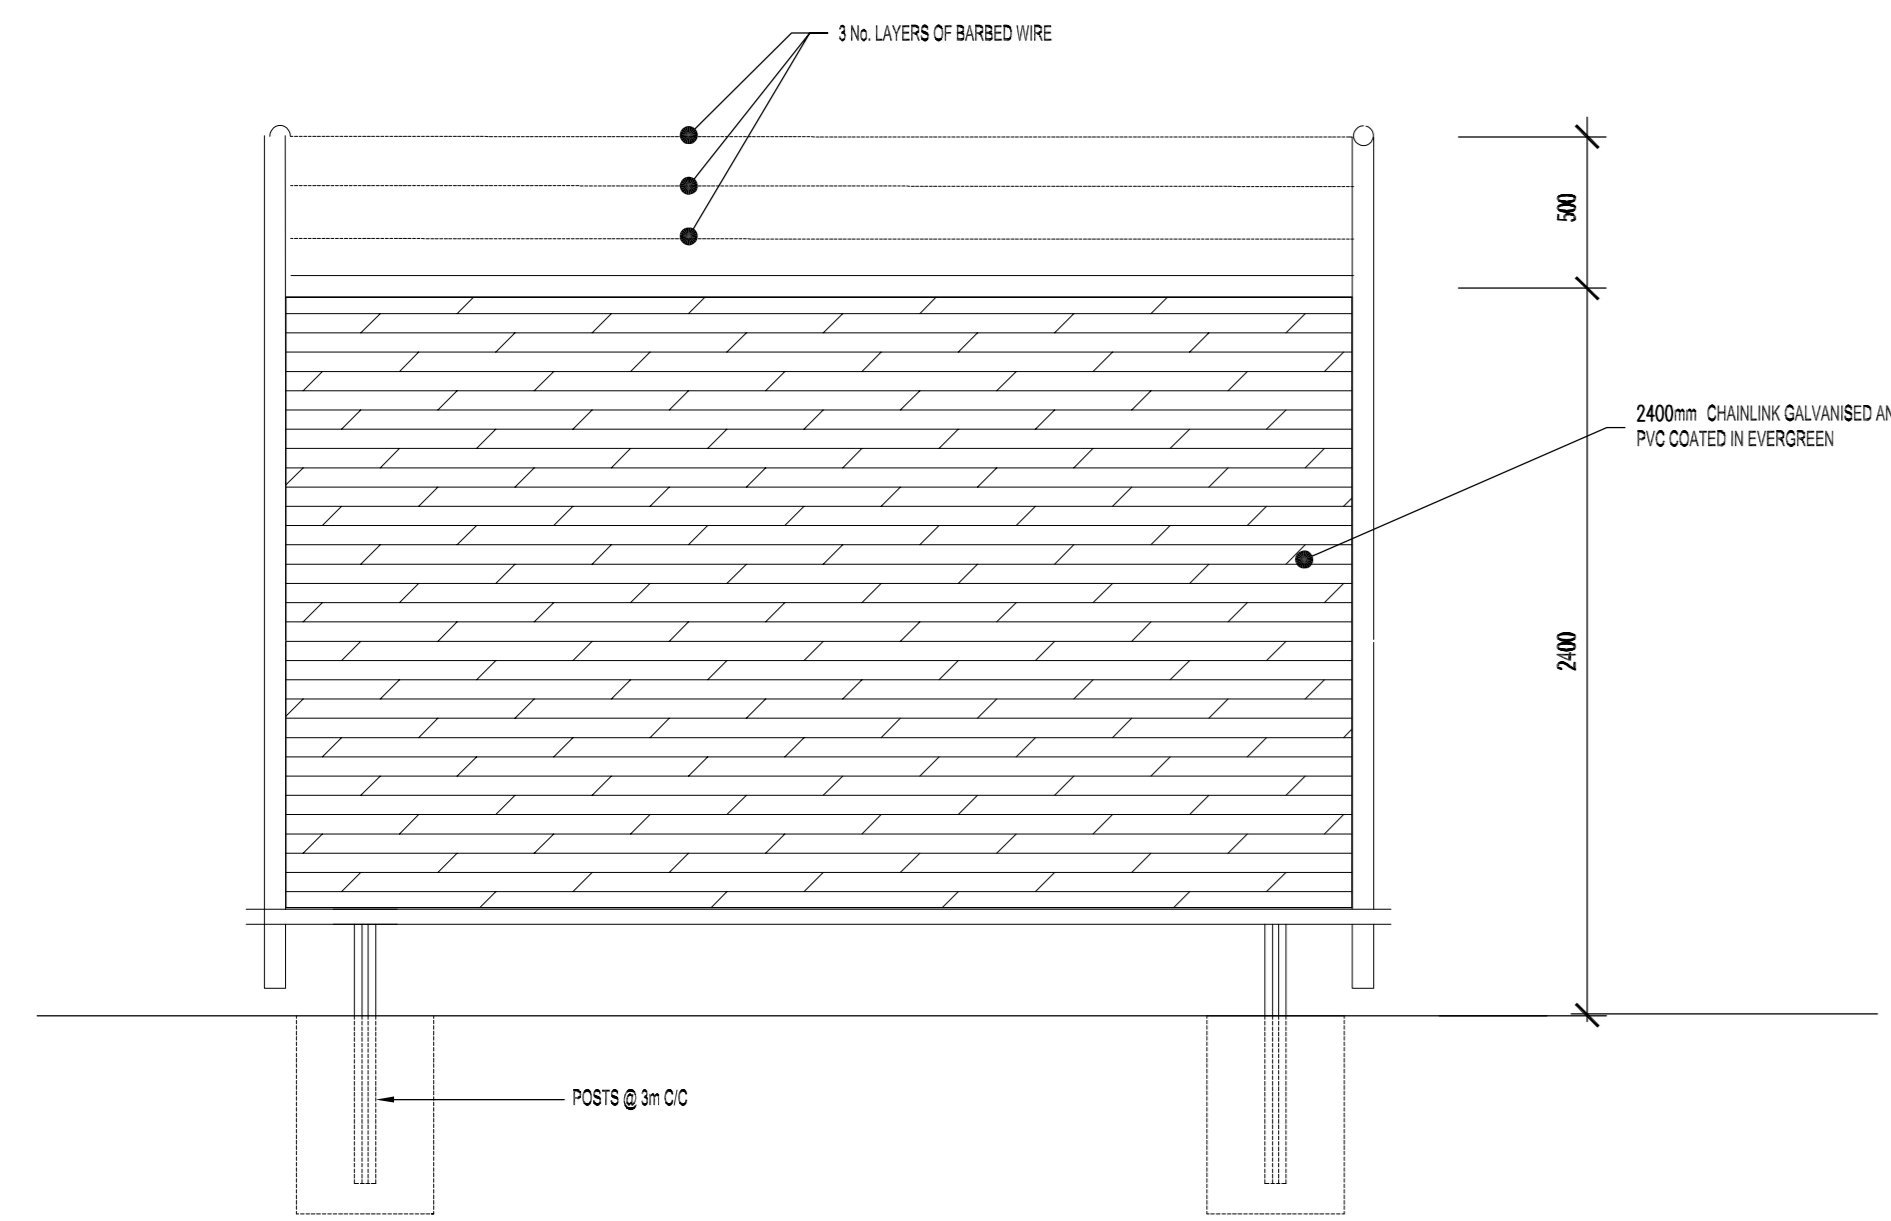 3 No. LAYERS OF BARBED WIRE
500
2400mm CHAINLINK GALVANISED AN
PVC COATED IN EVERGREEN
2400
POSTS @ 3m C/C